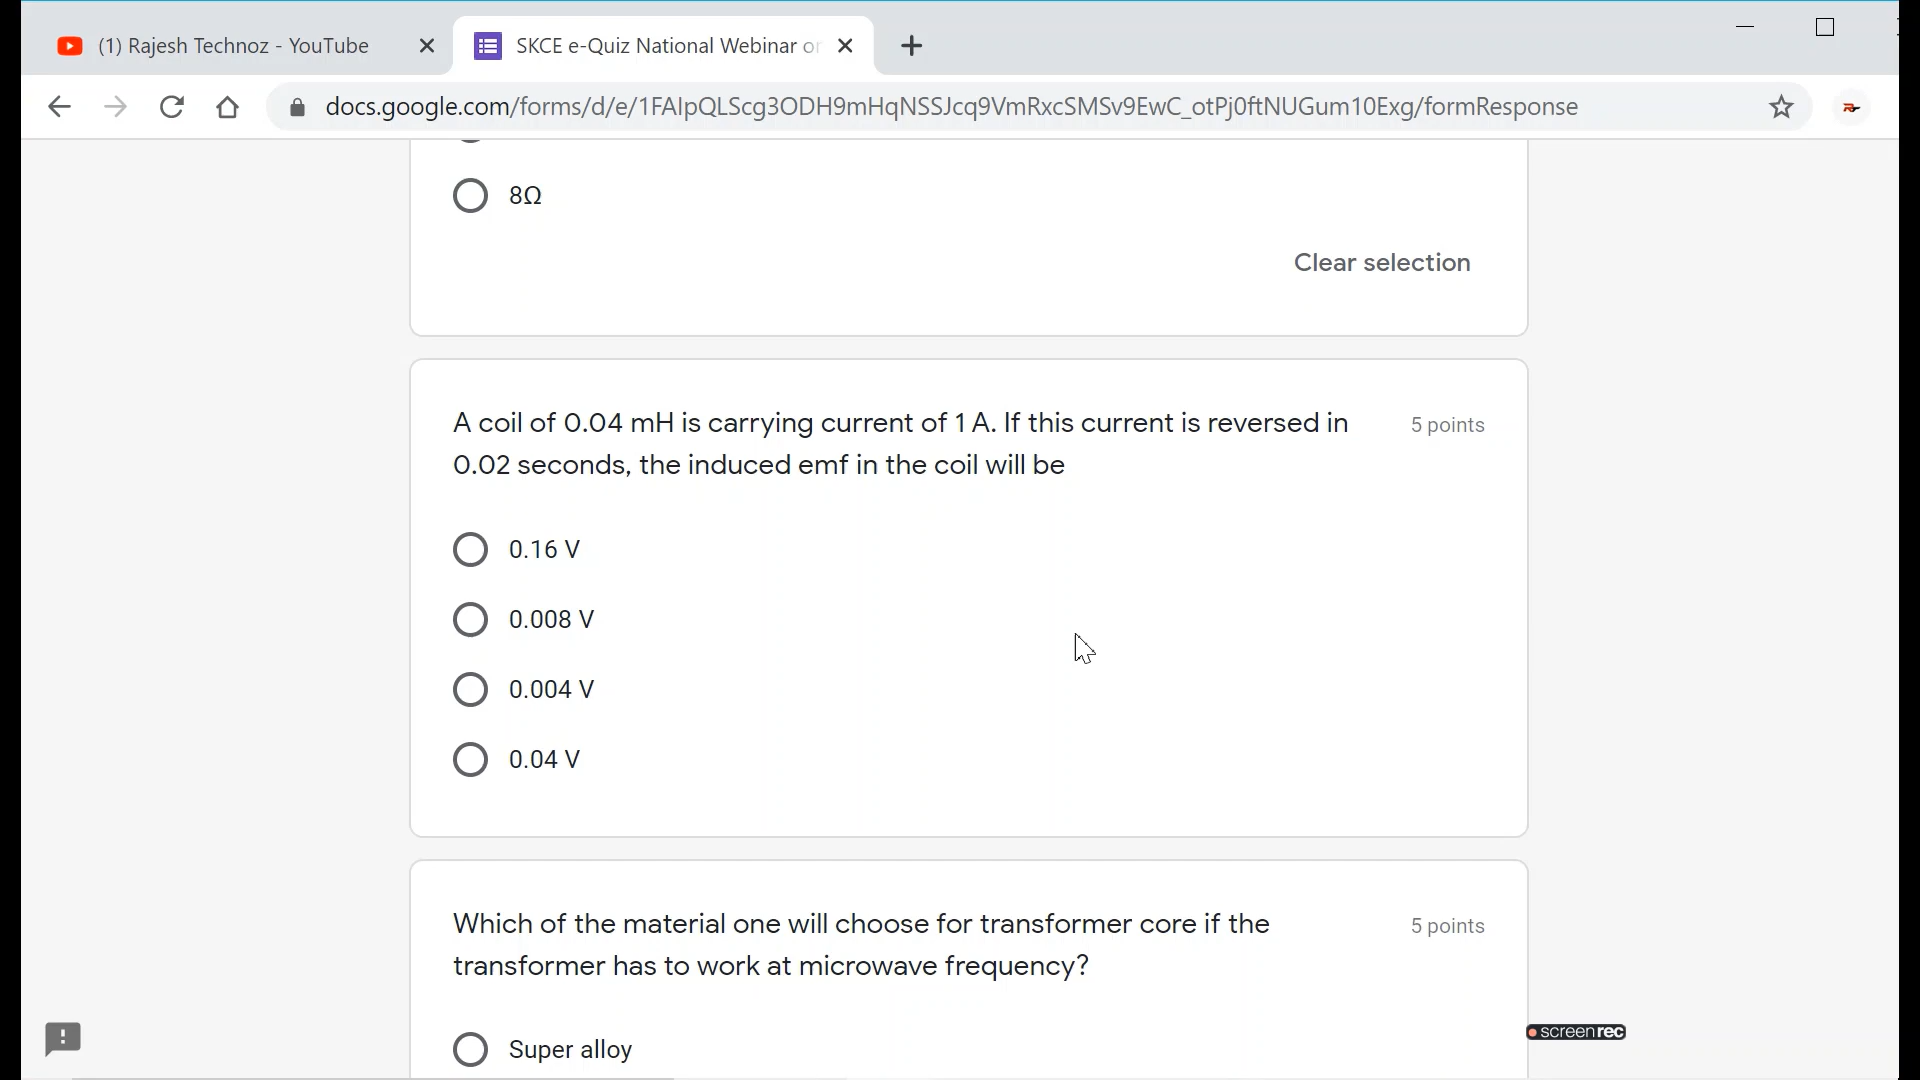 (1) Rajesh Technoz - YouTube
SKCE e-Quiz National Webinar or
docs.google.com/forms/d/e/1FAIpQLScg3ODH9mHqNSSJcq9VmRxcSMSv9EwC_otPj0ftNUGum10Exg/formResponse
8Ω
Clear selection
A coil of 0.04 mH is carrying current of 1 A. If this current is reversed in
5 points
0.02 seconds, the induced emf in the coil will be
0.16 V
0.008 V
0.004 V
0.04 V
Which of the material one will choose for transformer core if the
5 points
transformer has to work at microwave frequency?
Super alloy
screenrec